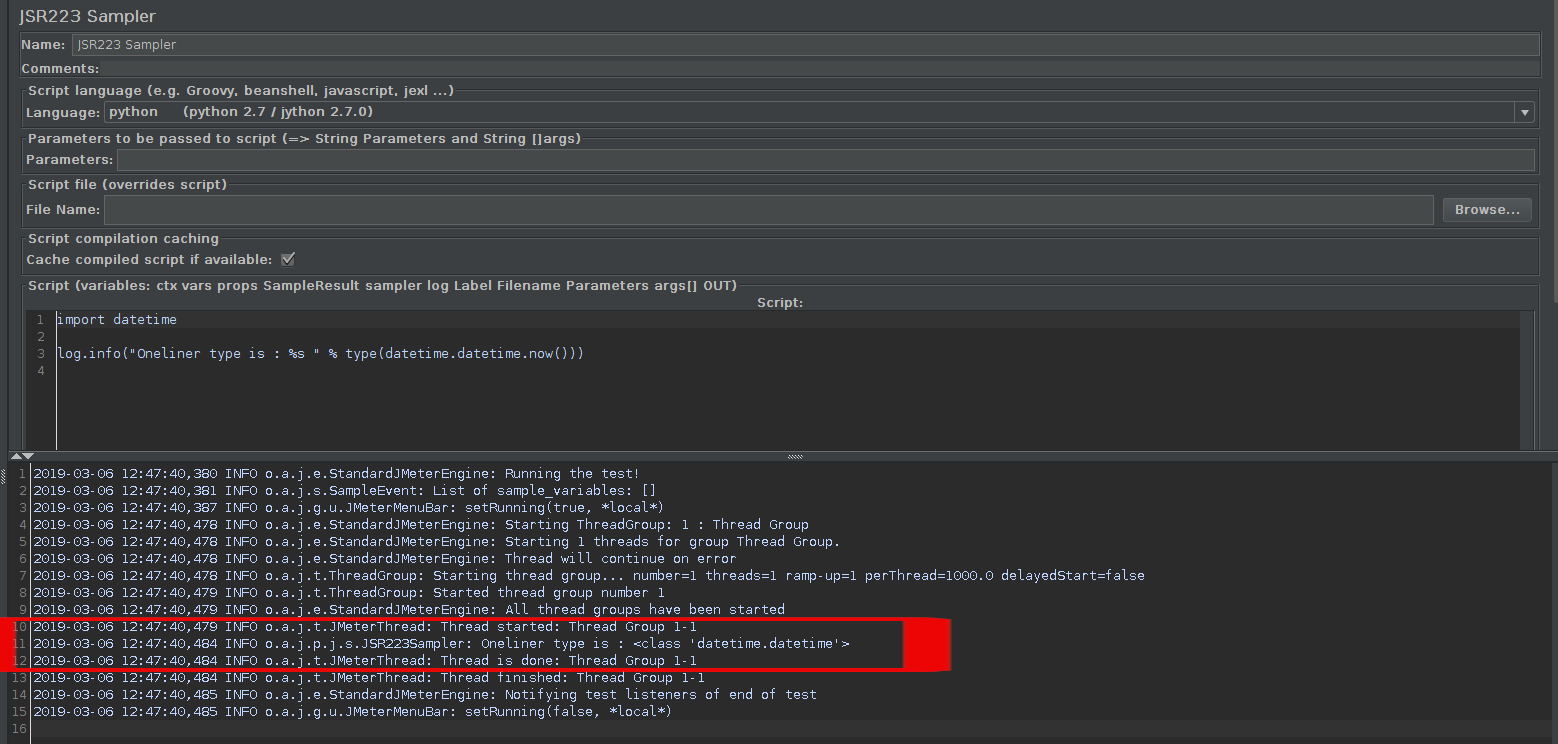 JSR223 Sampler
Name: JSR223 Sampler
Comments:
Script language (e.g. Groovy, beanshell, javascript, jexl ...)
Language: python (python 2.7 / jython 2.7.0)
Parameters to be passed to script (=> String Parameters and String []args)
Parameters:
Script file (overrides script)
File Name: Browse...
Script compilation caching
Cache compiled script if available:
Script (variables: ctx vars props SampleResult sampler log Label Filename Parameters args[] OUT)
Script:
1 import datetime
2
3 log.info("Oneliner type is : %s " % type(datetime.datetime.now()))
4
1 2019-03-06 12:47:40,380 INFO o.a.j.e.StandardJMeterEngine: Running the test!
2 2019-03-06 12:47:40,381 INFO o.a.j.s.SampleEvent: List of sample_variables: []
3 2019-03-06 12:47:40,387 INFO o.a.j.g.u.JMeterMenuBar: setRunning(true, *local*)
4 2019-03-06 12:47:40,478 INFO o.a.j.e.StandardJMeterEngine: Starting ThreadGroup: 1 : Thread Group
5 2019-03-06 12:47:40,478 INFO o.a.j.e.StandardJMeterEngine: Starting 1 threads for group Thread Group.
6 2019-03-06 12:47:40,478 INFO o.a.j.e.StandardJMeterEngine: Thread will continue on error
7 2019-03-06 12:47:40,478 INFO o.a.j.t.ThreadGroup: Starting thread group... number=1 threads=1 ramp-up=1 perThread=1000.0 delayedStart=false
8 2019-03-06 12:47:40,479 INFO o.a.j.t.ThreadGroup: Started thread group number 1
9 2019-03-06 12:47:40,479 INFO o.a.j.e.StandardJMeterEngine: All thread groups have been started
10 2019-03-06 12:47:40,479 INFO o.a.j.t.JMeterThread: Thread started: Thread Group 1-1
11 2019-03-06 12:47:40,484 INFO o.a.j.p.j.s.JSR223Sampler: Oneliner type is : <class 'datetime.datetime'>
12 2019-03-06 12:47:40,484 INFO o.a.j.t.JMeterThread: Thread is done: Thread Group 1-1
13 2019-03-06 12:47:40,484 INFO o.a.j.t.JMeterThread: Thread finished: Thread Group 1-1
14 2019-03-06 12:47:40,485 INFO o.a.j.e.StandardJMeterEngine: Notifying test listeners of end of test
15 2019-03-06 12:47:40,485 INFO o.a.j.g.u.JMeterMenuBar: setRunning(false, *local*)
16